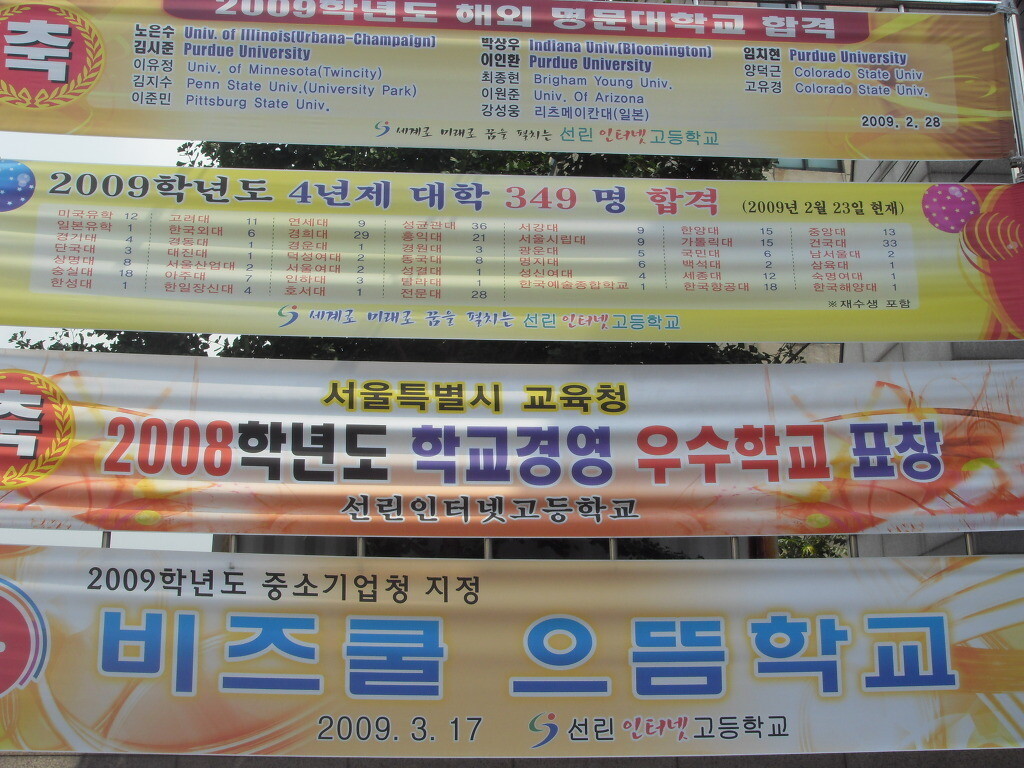 축
2009학년도 해외 명문대학교 합격
노은수 Univ. of Illinois(Urbana-Champaign) 박상우 Indiana Univ.(Bloomington) 임치현 Purdue University
김시준 Purdue University 이인환 Purdue University 양덕근 Colorado State Univ
이유정 Univ. of Minnesota(Twincity) 최종현 Brigham Young Univ. 고유경 Colorado State Univ.
김지수 Penn State Univ.(University Park) 이원준 Univ. Of Arizona
이준민 Pittsburg State Univ. 강성웅 리츠메이칸대(일본)
2009. 2. 28
세계로 미래로 꿈을 펼치는 선린 인터넷고등학교
2009학년도 4년제 대학 349 명 합격 (2009년 2월 23일 현재)
미국유학 12 고려대 11 연세대 9 성균관대 36 서강대 9 한양대 15 중앙대 13
일본유학 1 한국외대 6 경희대 29 홍익대 21 서울시립대 9 가톨릭대 15 건국대 33
경기대 4 경동대 1 경운대 1 경원대 3 광운대 5 국민대 6 남서울대 2
단국대 3 대진대 1 덕성여대 2 동국대 8 명지대 6 백석대 2 삼육대 1
상명대 8 서울산업대 2 서울여대 2 성결대 1 성신여대 4 세종대 12 숙명여대 1
숭실대 18 아주대 7 인하대 3 칼라대 1 한국예술종합학교 1 한국항공대 18 한국해양대 1
한성대 1 한일장신대 4 호서대 1 전문대 28
※재수생 포함
세계로 미래로 꿈을 펼치는 선린 인터넷고등학교
축
서울특별시 교육청
2008학년도 학교경영 우수학교 표창
선린인터넷고등학교
2009학년도 중소기업청 지정
비즈쿨 으뜸학교
2009. 3. 17 선린 인터넷고등학교